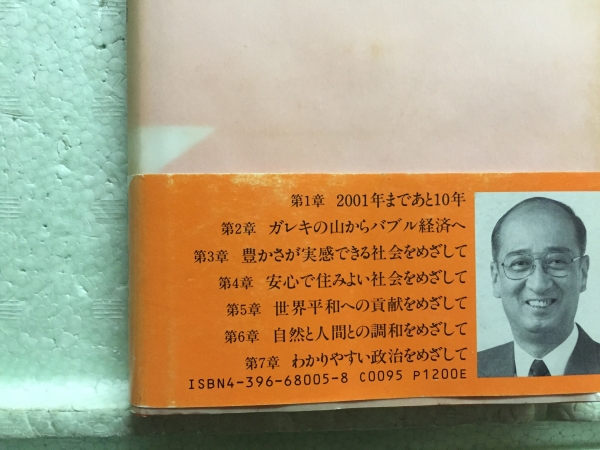 第1章 2001年まであと10年
第2章 ガレキの山からバブル経済へ
第3章 豊かさが実感できる社会をめざして
第4章 安心で住みよい社会をめざして
第5章 世界平和への貢献をめざして
第6章 自然と人間との調和をめざして
第7章 わかりやすい政治をめざして
ISBN4-396-68005-8 C0095 P1200E